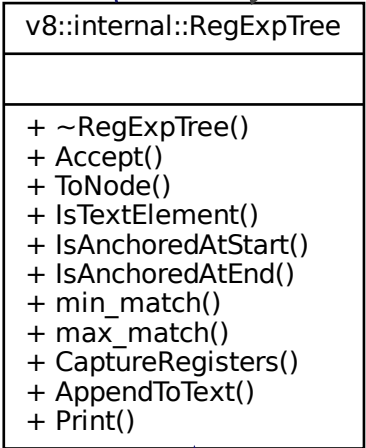 v8::internal::RegExpTree
+ ~RegExpTree()
+ Accept()
+ ToNode()
+ IsTextElement()
+ IsAnchoredAtStart()
+ IsAnchoredAtEnd()
+ min_match()
+ max_match()
+ CaptureRegisters()
+ AppendToText()
+ Print()